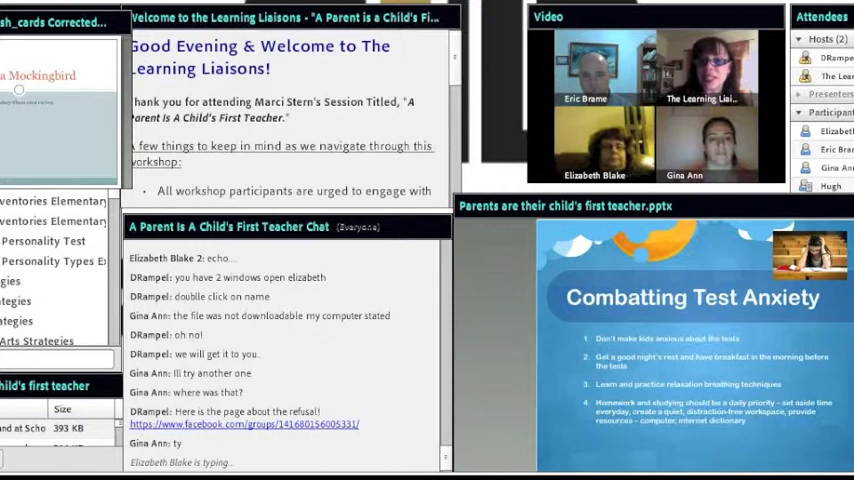 sh_cards Corrected...
a Mockingbird
Inventories Elementary
Inventories Elementary
Personality Test
Personality Types E
gies
ategies
ategies
Arts Strategies
hild's first teacher
Size
and at Scho
393 KB
Welcome to the Learning Liaisons - "A Parent is a Child's Fi...
Good Evening & Welcome to The
Learning Liaisons!
Thank you for attending Marci Stern's Session Titled, "A
Parent Is A Child's First Teacher."
A few things to keep in mind as we navigate through this
workshop:
· All workshop participants are urged to engage with
A Parent Is A Child's First Teacher Chat (Everyone)
Elizabeth Blake 2: echo...
DRampel: you have 2 windows open elizabeth
DRampel: doublle click on name
Gina Ann: the file was not downloadable my computer stated
DRampel: oh no!
DRampel: we will get it to you..
Gina Ann: Ill try another one
Gina Ann: where was that?
DRampel: Here is the page about the refusal!
https://www.facebook.com/groups/141680156005331/
Gina Ann: ty
Elizabeth Blake is typing...
Video
Eric Brame
The Learning Liai...
Elizabeth Blake
Gina Ann
Attendees
Hosts (2)
DRampe
The Lear
Presenters
Participant
Elizabeth
Eric Bra
Gina Ann
Hugh
Parents are their child's first teacher.pptx
Combatting Test Anxiety
1. Don't make kids anxious about the tests
2. Get a good night's rest and have breakfast in the morning before
the tests
3. Learn and practice relaxation breathing techniques
4. Homework and studying should be a daily priority – set aside time
everyday, create a quiet, distraction-free workspace, provide
resources – computer, internet dictionary